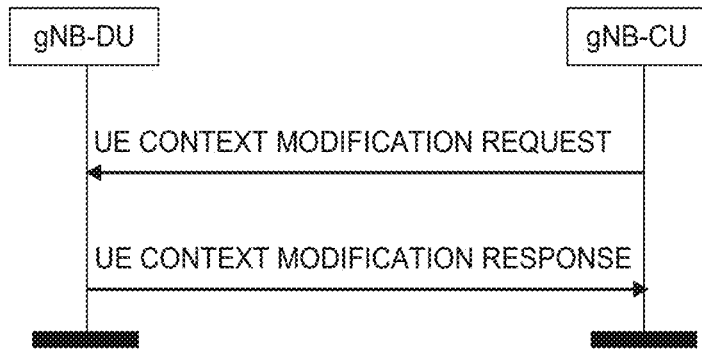 gNB-DU
gNB-CU
UE CONTEXT MODIFICATION REQUEST
UE CONTEXT MODIFICATION RESPONSE